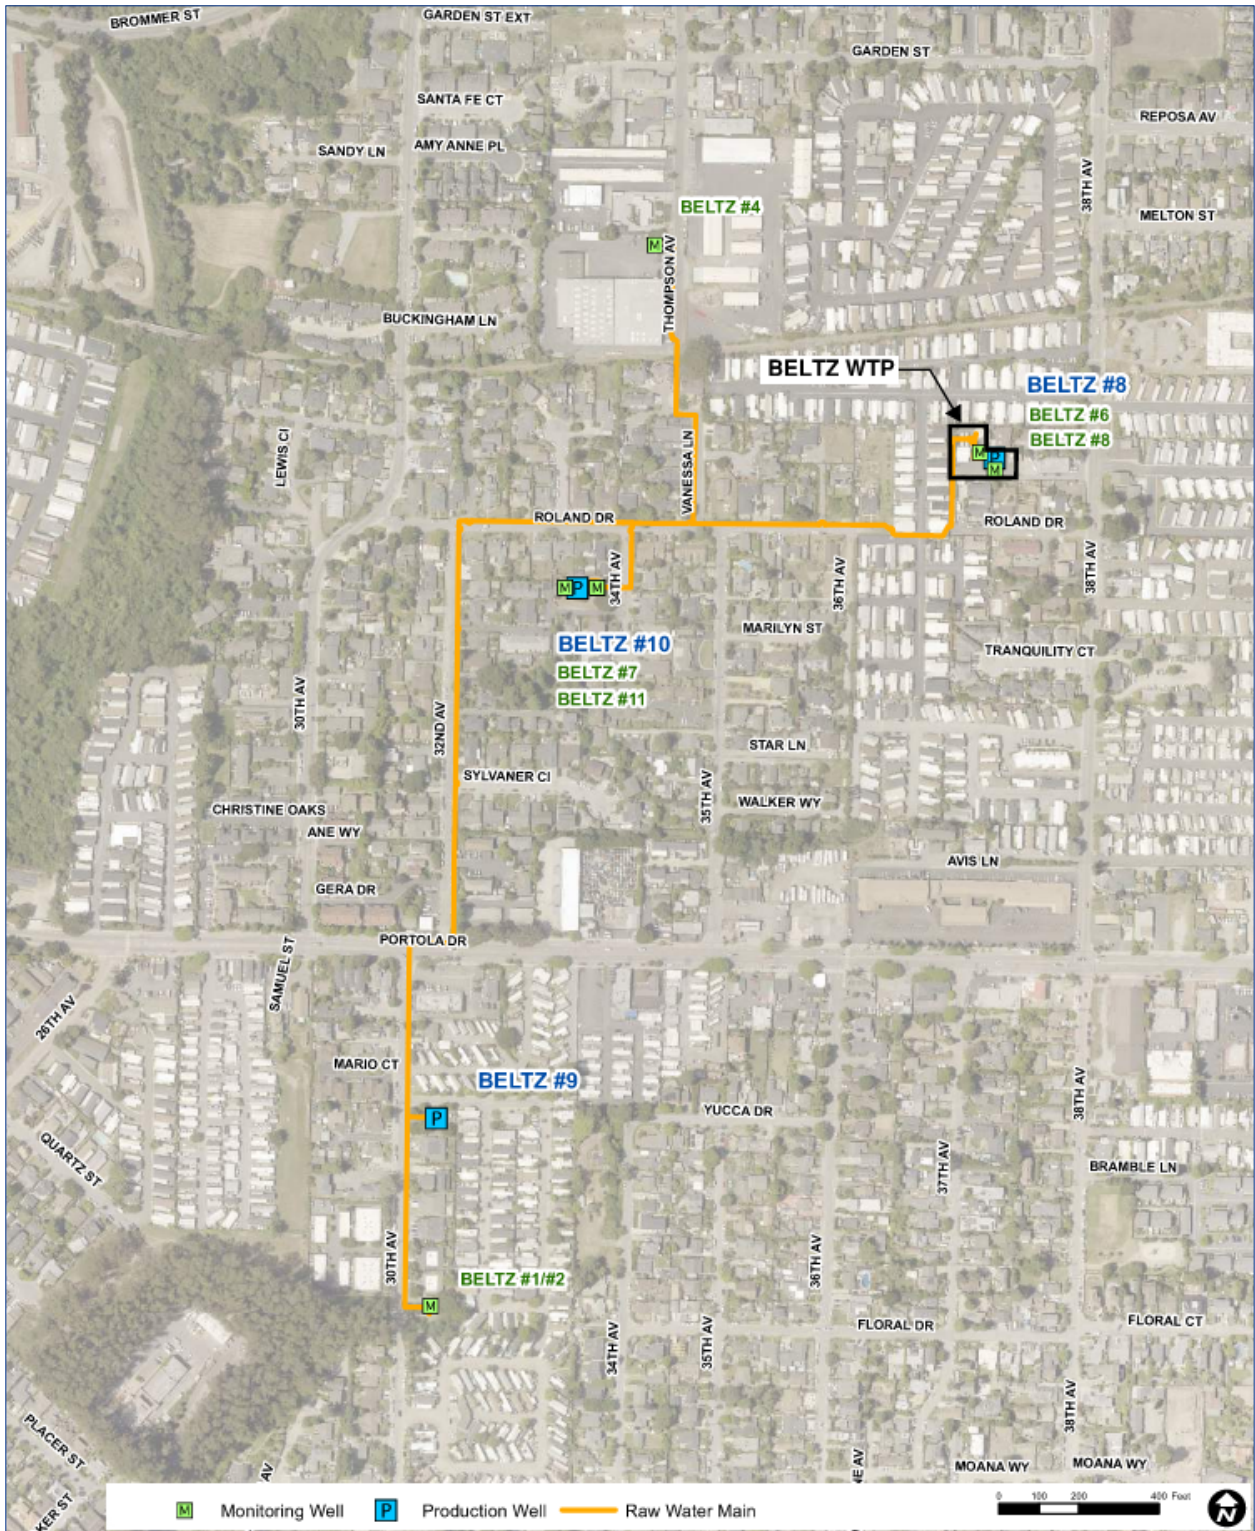 BROMMER ST
GARDEN ST EXT
GARDEN ST
SANTA FE CT
REPOSA AV
SANDY LN
AMY ANNE PL
38TH AV
BELTZ #4
MELTON ST
M
THOMPSON AV
BUCKINGHAM LN
BELTZ WTP
BELTZ #8
BELTZ #6
BELTZ #8
LEWIS CI
VANESSA LN
M
P
M
ROLAND DR
ROLAND DR
M
P
M
34TH AV
36TH AV
38TH AV
MARILYN ST
BELTZ #10
TRANQUILITY CT
BELTZ #7
BELTZ #11
30TH AV
32ND AV
STAR LN
SYLVANER CI
35TH AV
WALKER WY
CHRISTINE OAKS
ANE WY
AVIS LN
GERA DR
PORTOLA DR
SAMUEL ST
26TH AV
MARIO CT
BELTZ #9
38TH AV
P
YUCCA DR
QUARTZ ST
37TH AV
BRAMBLE LN
30TH AV
36TH AV
BELTZ #1/#2
M
FLORAL DR
FLORAL CT
34TH AV
35TH AV
38TH AV
PLACER ST
AV
NE AV
MOANA WY
MOANA WY
KER ST
M Monitoring Well
P Production Well
Raw Water Main
0 100 200 400 Feet
N